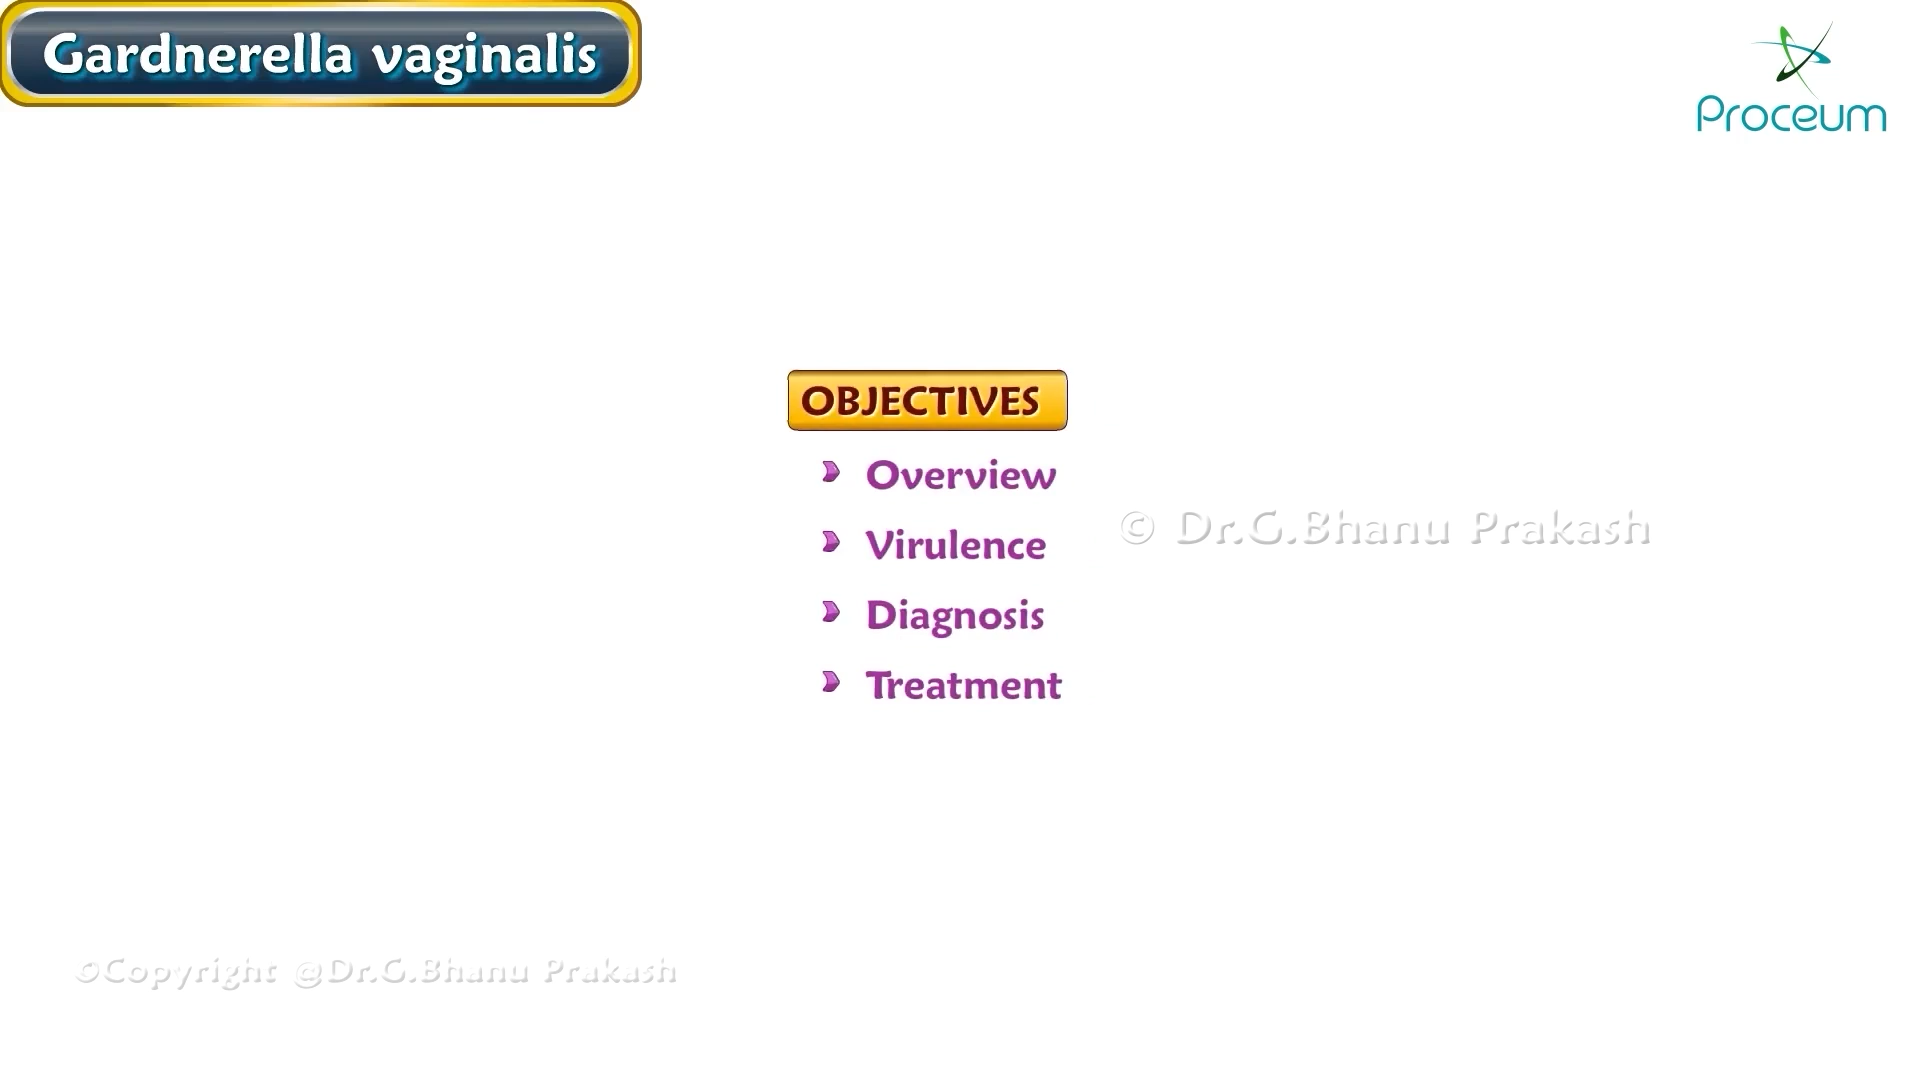 Gardnerella vaginalis
Proceum
OBJECTIVES
Overview
Virulence
Diagnosis
Treatment
© Dr.G.Bhanu Prakash
©Copyright @Dr.G.Bhanu Prakash